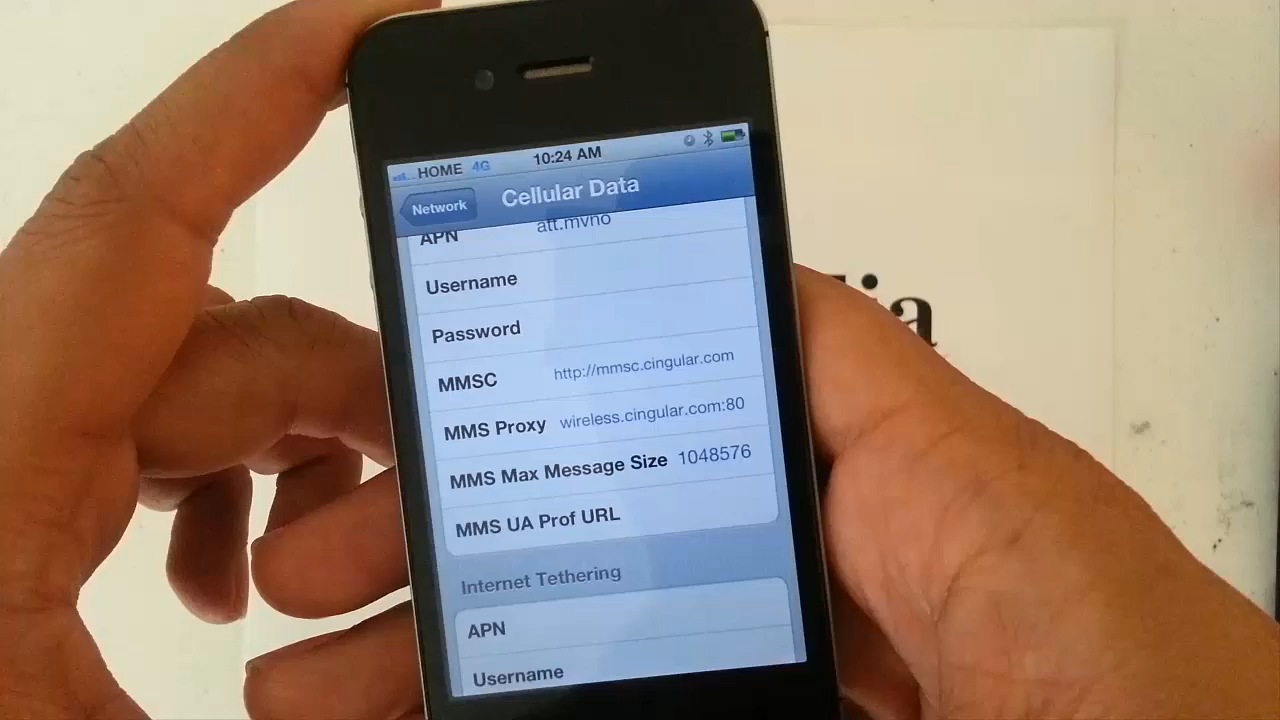 HOME 4G 10:24 AM
Network Cellular Data
APN att.mvno
Username
Password
MMSC http://mmsc.cingular.com
MMS Proxy wireless.cingular.com:80
MMS Max Message Size 1048576
MMS UA Prof URL
Internet Tethering
APN
Username
ia